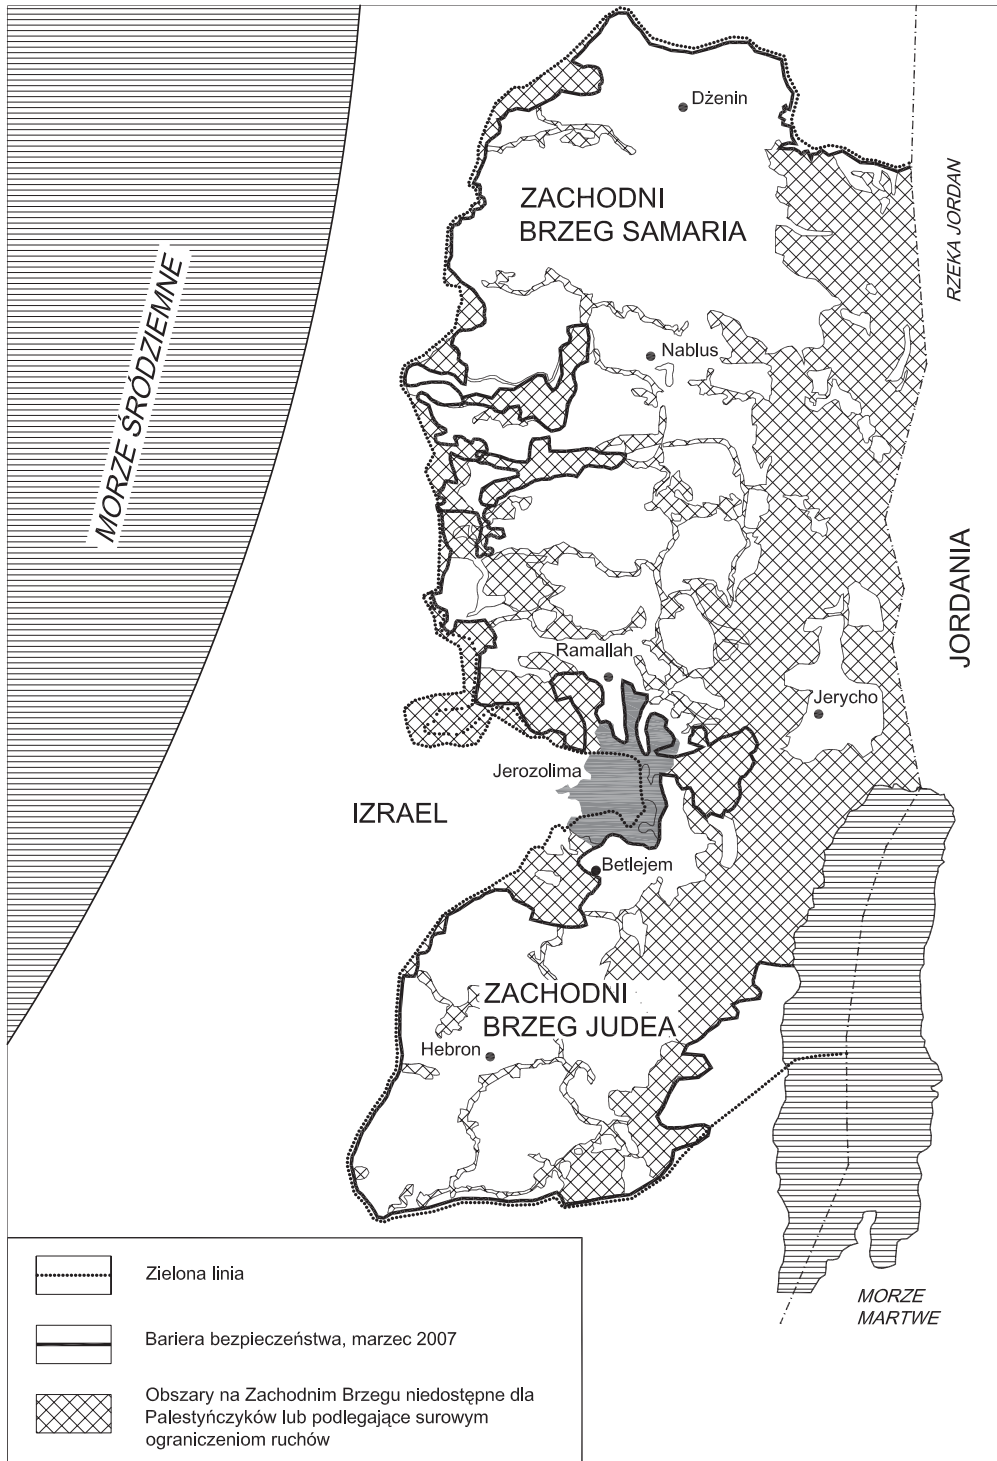 Dżenin
ZACHODNI
BRZEG SAMARIA
RZEKA JORDAN
MORZE ŚRÓDZIEMNE
Nablus
JORDANIA
Ramallah
Jerycho
Jerozolima
IZRAEL
Betlejem
ZACHODNI
BRZEG JUDEA
Hebron
MORZE
MARTWE
Zielona linia
Bariera bezpieczeństwa, marzec 2007
Obszary na Zachodnim Brzegu niedostępne dla
Palestyńczyków lub podlegające surowym
ograniczeniom ruchów